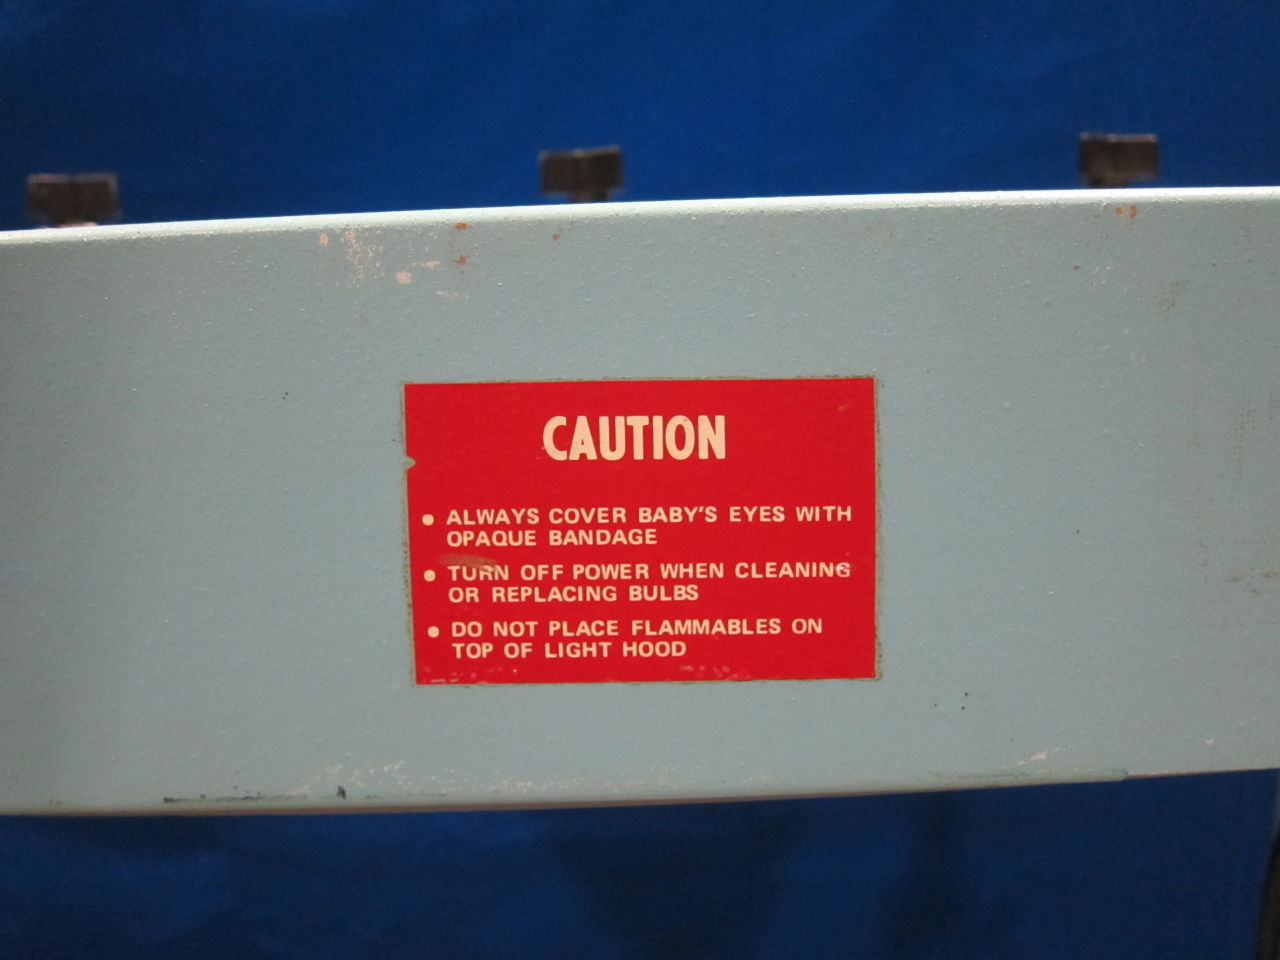 CAUTION
• ALWAYS COVER BABY'S EYES WITH
OPAQUE BANDAGE
• TURN OFF POWER WHEN CLEANING
OR REPLACING BULBS
• DO NOT PLACE FLAMMABLES ON
TOP OF LIGHT HOOD